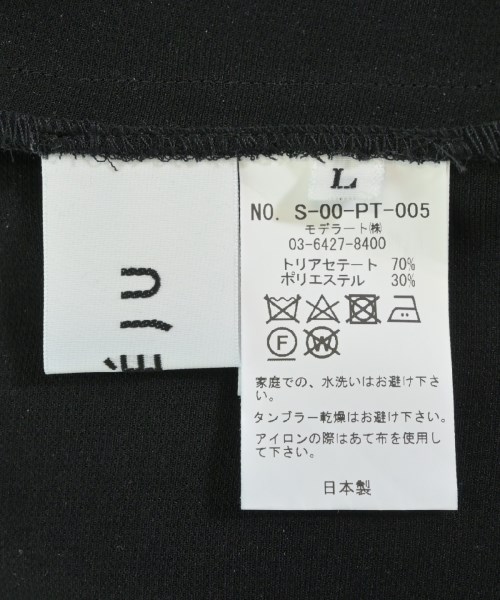 L
NO. S-00-PT-005
モデラート㈱
03-6427-8400
トリアセテート 70%
ポリエステル 30%
F
W
家庭での、水洗いはお避け下さ
い。
タンブラー乾燥はお避け下さい。
アイロンの際はあて布を使用し
て下さい。
日本製